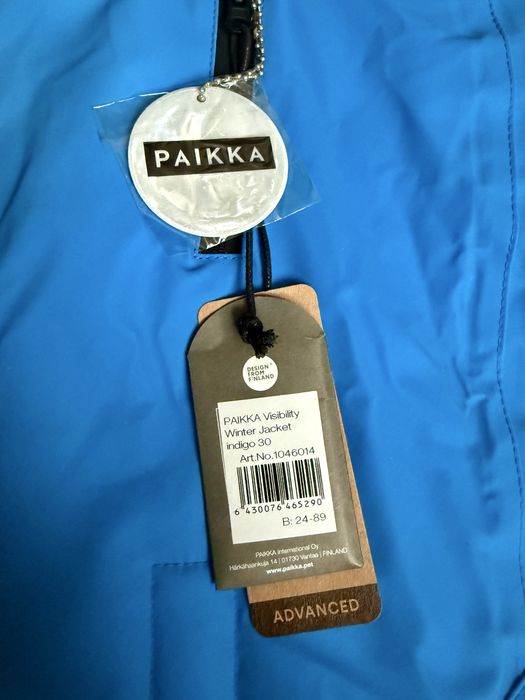 PAIKKA
DESIGN
FROM
FINLAND
PAIKKA Visibility
Winter Jacket
indigo 30
Art.No.1046014
6 430076 465290
B: 24-89
PAIKKA International Oy
Härkähaankuja 14 | 01730 Vantaa | FINLAND
www.paikka.pet
ADVANCED